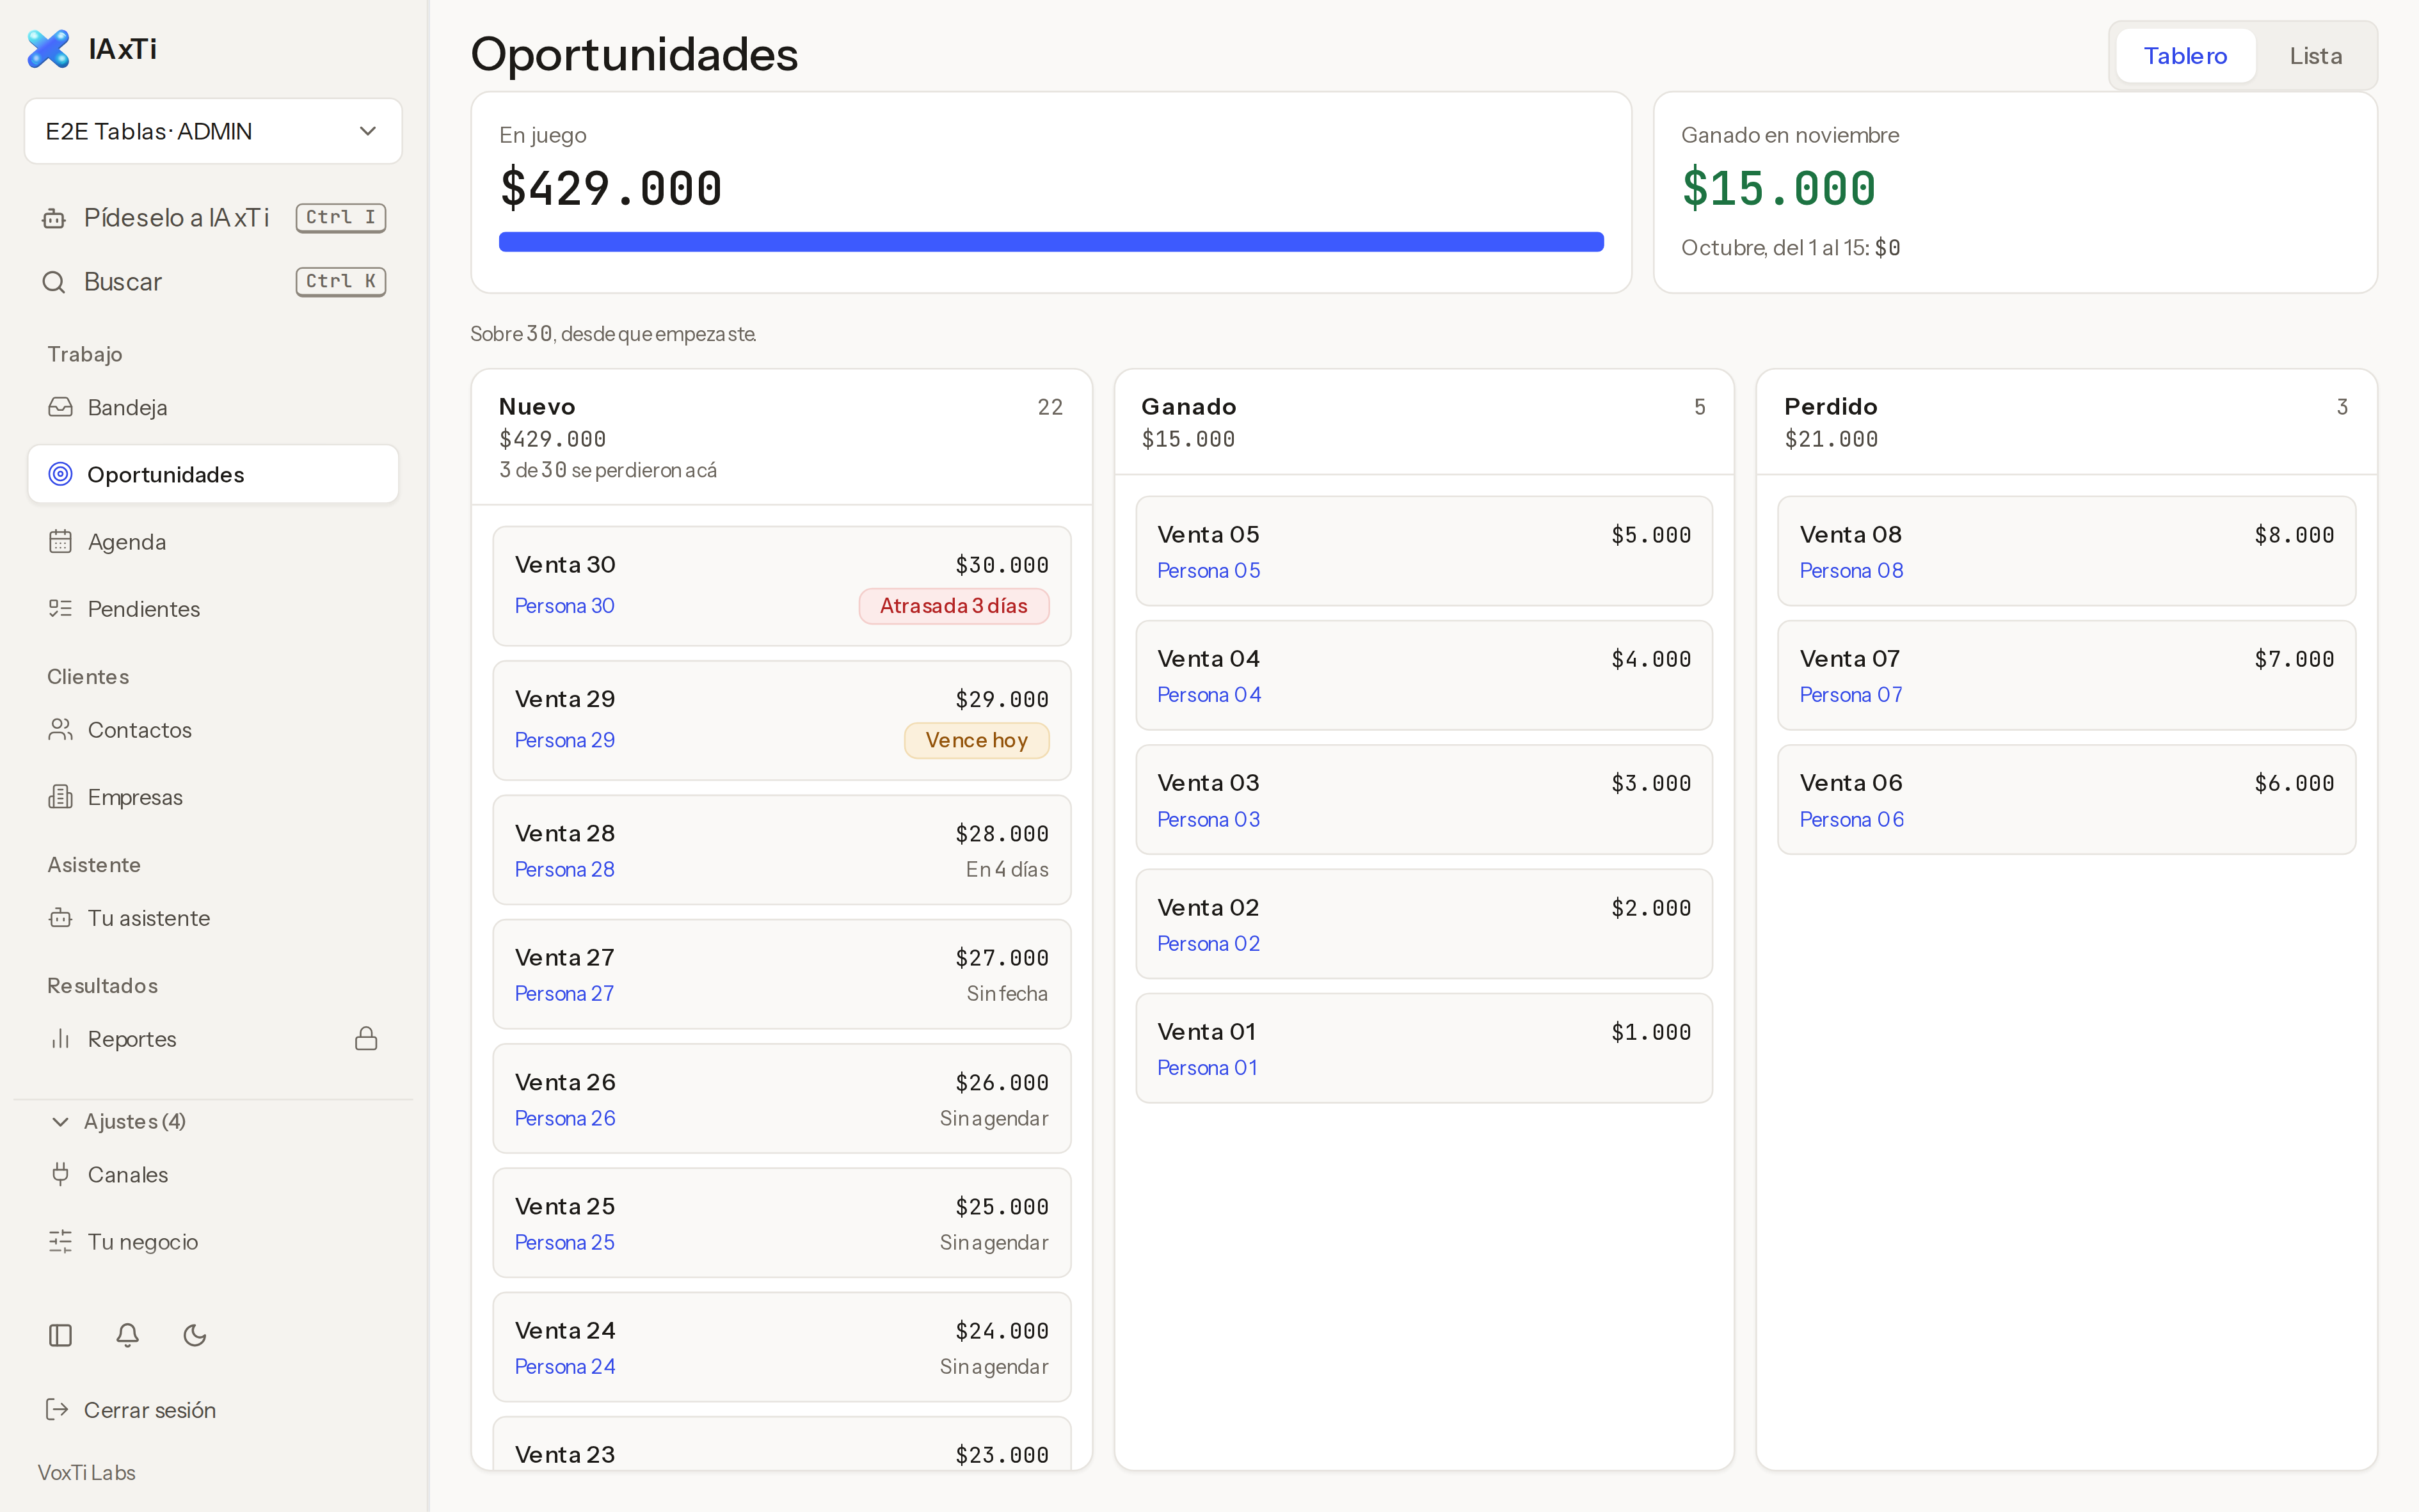 IAxTi
E2E Tablas · ADMIN
Pídeselo a IAxTi
Ctrl I
Buscar
Ctrl K
Trabajo
Bandeja
Oportunidades
Agenda
Pendientes
Clientes
Contactos
Empresas
Asistente
Tu asistente
Resultados
Reportes
Ajustes (4)
Canales
Tu negocio
Cerrar sesión
VoxTi Labs
Oportunidades
Tablero
Lista
En juego
$429.000
Ganado en noviembre
$15.000
Octubre, del 1 al 15: $0
Sobre 30, desde que empezaste.
Nuevo
22
$429.000
3 de 30 se perdieron acá
Venta 30
$30.000
Persona 30
Atrasada 3 días
Venta 29
$29.000
Persona 29
Vence hoy
Venta 28
$28.000
Persona 28
En 4 días
Venta 27
$27.000
Persona 27
Sin fecha
Venta 26
$26.000
Persona 26
Sin agendar
Venta 25
$25.000
Persona 25
Sin agendar
Venta 24
$24.000
Persona 24
Sin agendar
Venta 23
$23.000
Ganado
5
$15.000
Venta 05
$5.000
Persona 05
Venta 04
$4.000
Persona 04
Venta 03
$3.000
Persona 03
Venta 02
$2.000
Persona 02
Venta 01
$1.000
Persona 01
Perdido
3
$21.000
Venta 08
$8.000
Persona 08
Venta 07
$7.000
Persona 07
Venta 06
$6.000
Persona 06